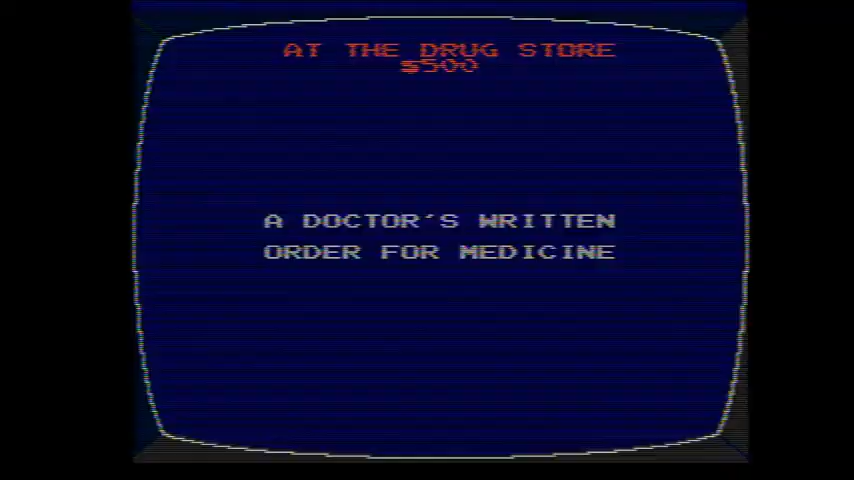 AT THE DRUG STORE
$500
A DOCTOR'S WRITTEN
ORDER FOR MEDICINE